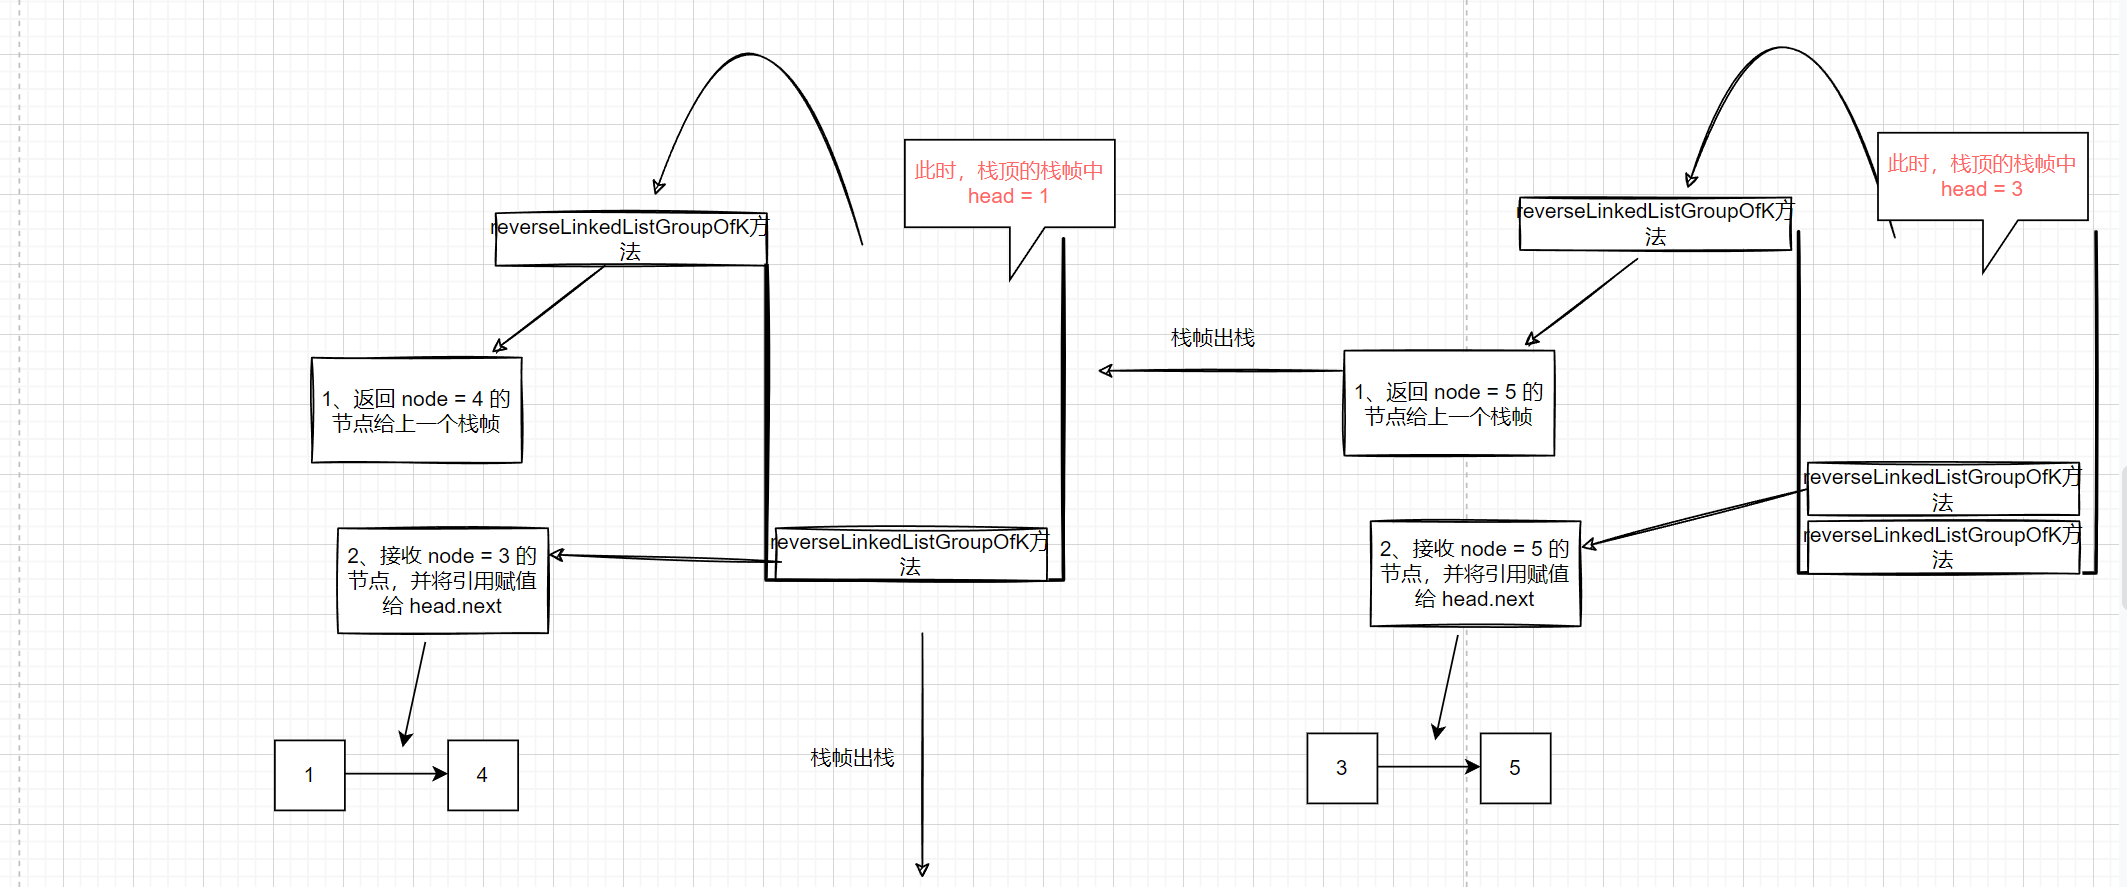 此时，栈顶的栈帧中
head = 1
reverseLinkedListGroupOfK方
法
1、返回 node = 4 的
节点给上一个栈帧
2、接收 node = 3 的
节点，并将引用赋值
给 head.next
reverseLinkedListGroupOfK方
法
1
4
栈帧出栈
栈帧出栈
此时，栈顶的栈帧中
head = 3
reverseLinkedListGroupOfK方
法
1、返回 node = 5 的
节点给上一个栈帧
reverseLinkedListGroupOfK方
法
reverseLinkedListGroupOfK方
法
2、接收 node = 5 的
节点，并将引用赋值
给 head.next
3
5